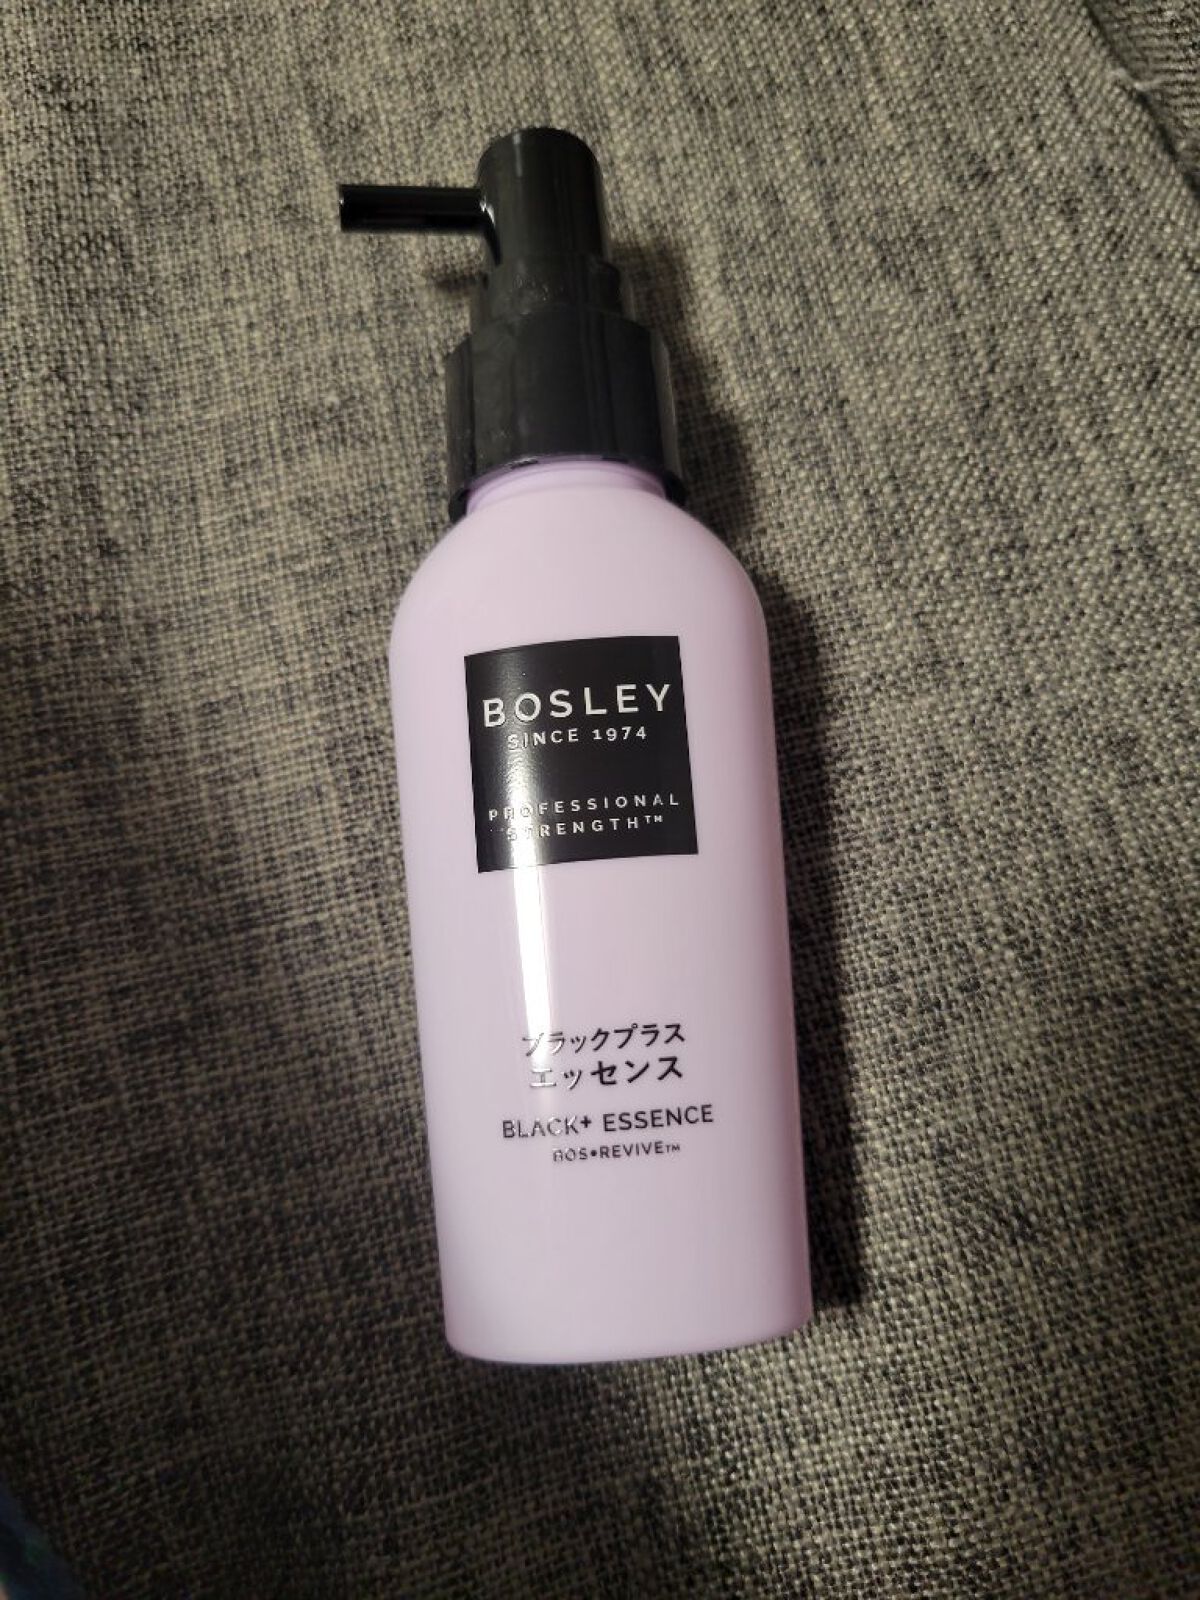 BOSLEY
SINCE 1974
PROFESSIONAL
STRENGTH™
ブラックプラス
エッセンス
BLACK+ ESSENCE
BOS•REVIVE™